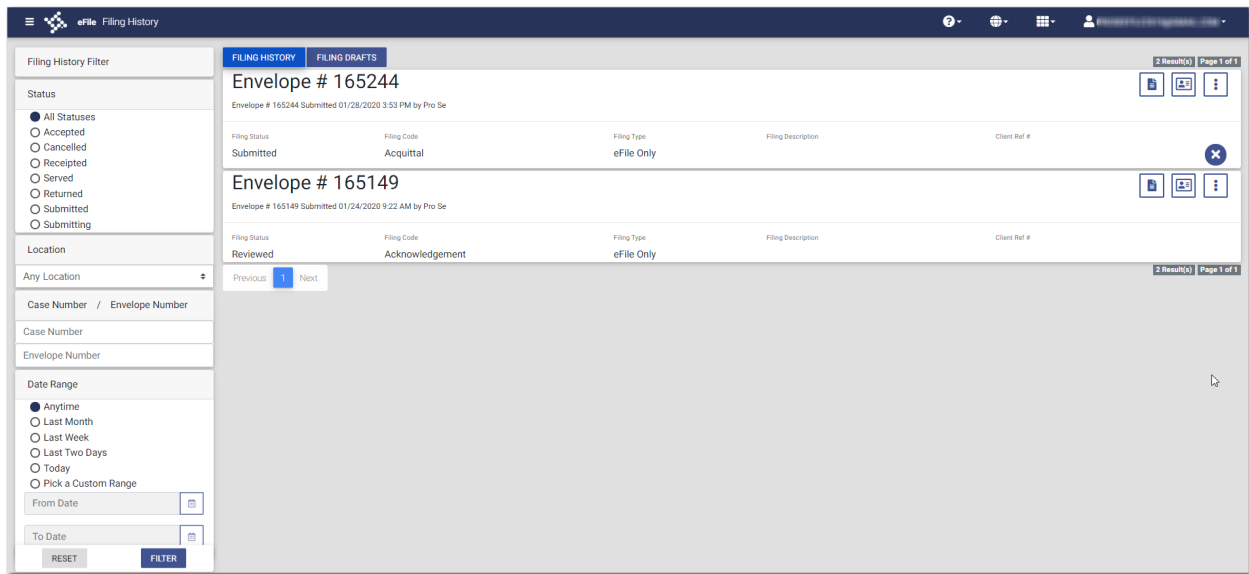 eFile Filing History
Filing History Filter
Status
All Statuses
Accepted
Cancelled
Receipted
Served
Returned
Submitted
Submitting
Location
Any Location
Case Number / Envelope Number
Case Number
Envelope Number
Date Range
Anytime
Last Month
Last Week
Last Two Days
Today
Pick a Custom Range
From Date
To Date
RESET FILTER
FILING HISTORY FILING DRAFTS
2 Result(s) Page 1 of 1
Envelope # 165244
Envelope # 165244 Submitted 01/28/2020 3:53 PM by Pro Se
Filing Status Filing Code Filing Type Filing Description Client Ref #
Submitted Acquittal eFile Only
Envelope # 165149
Envelope # 165149 Submitted 01/24/2020 9:22 AM by Pro Se
Filing Status Filing Code Filing Type Filing Description Client Ref #
Reviewed Acknowledgement eFile Only
Previous 1 Next
2 Result(s) Page 1 of 1